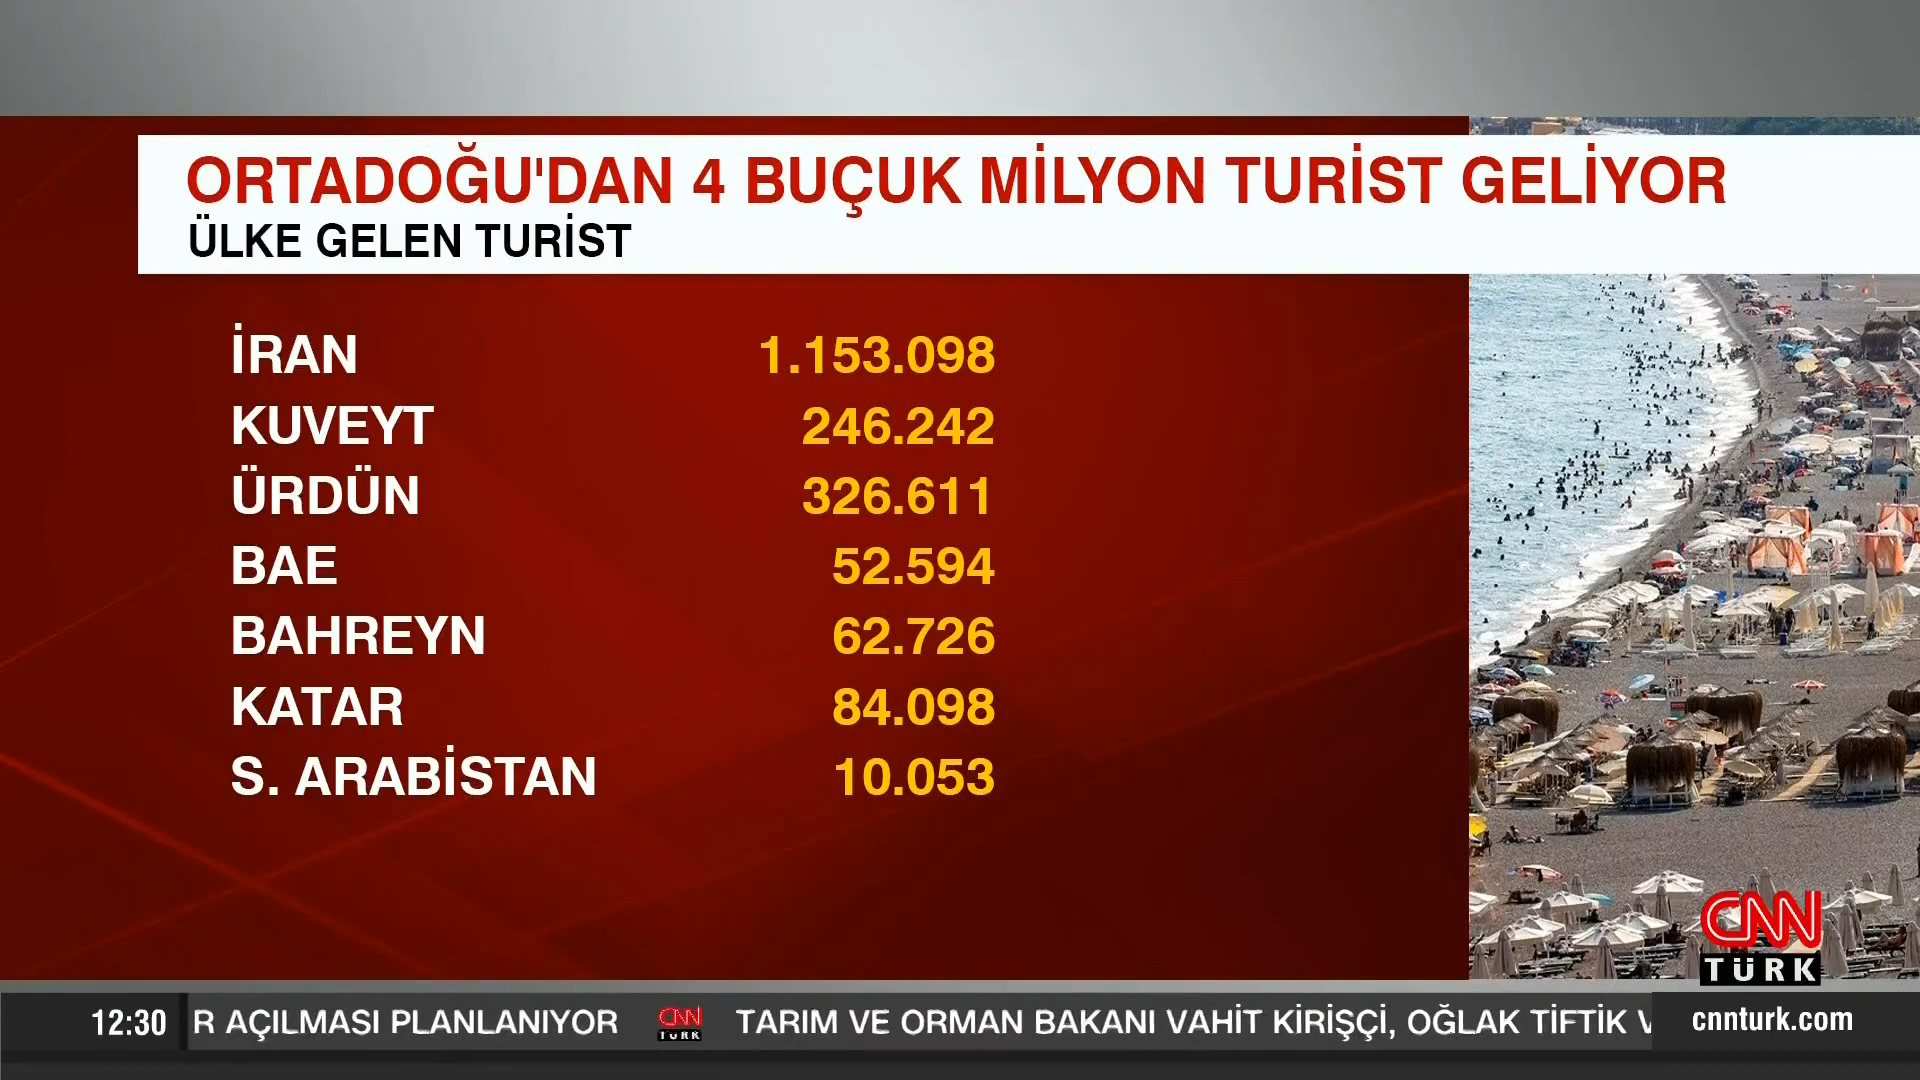 ORTADOĞU'DAN 4 BUÇUK MİLYON TURİST GELİYOR
ÜLKE GELEN TURİST
İRAN 1.153.098
KUVEYT 246.242
ÜRDÜN 326.611
BAE 52.594
BAHREYN 62.726
KATAR 84.098
S. ARABİSTAN 10.053
CNN
TÜRK
12:30 R AÇILMASI PLANLANIYOR CNN TÜRK TARIM VE ORMAN BAKANI VAHİT KİRİŞÇİ, OĞLAK TİFTİK V cnnturk.com